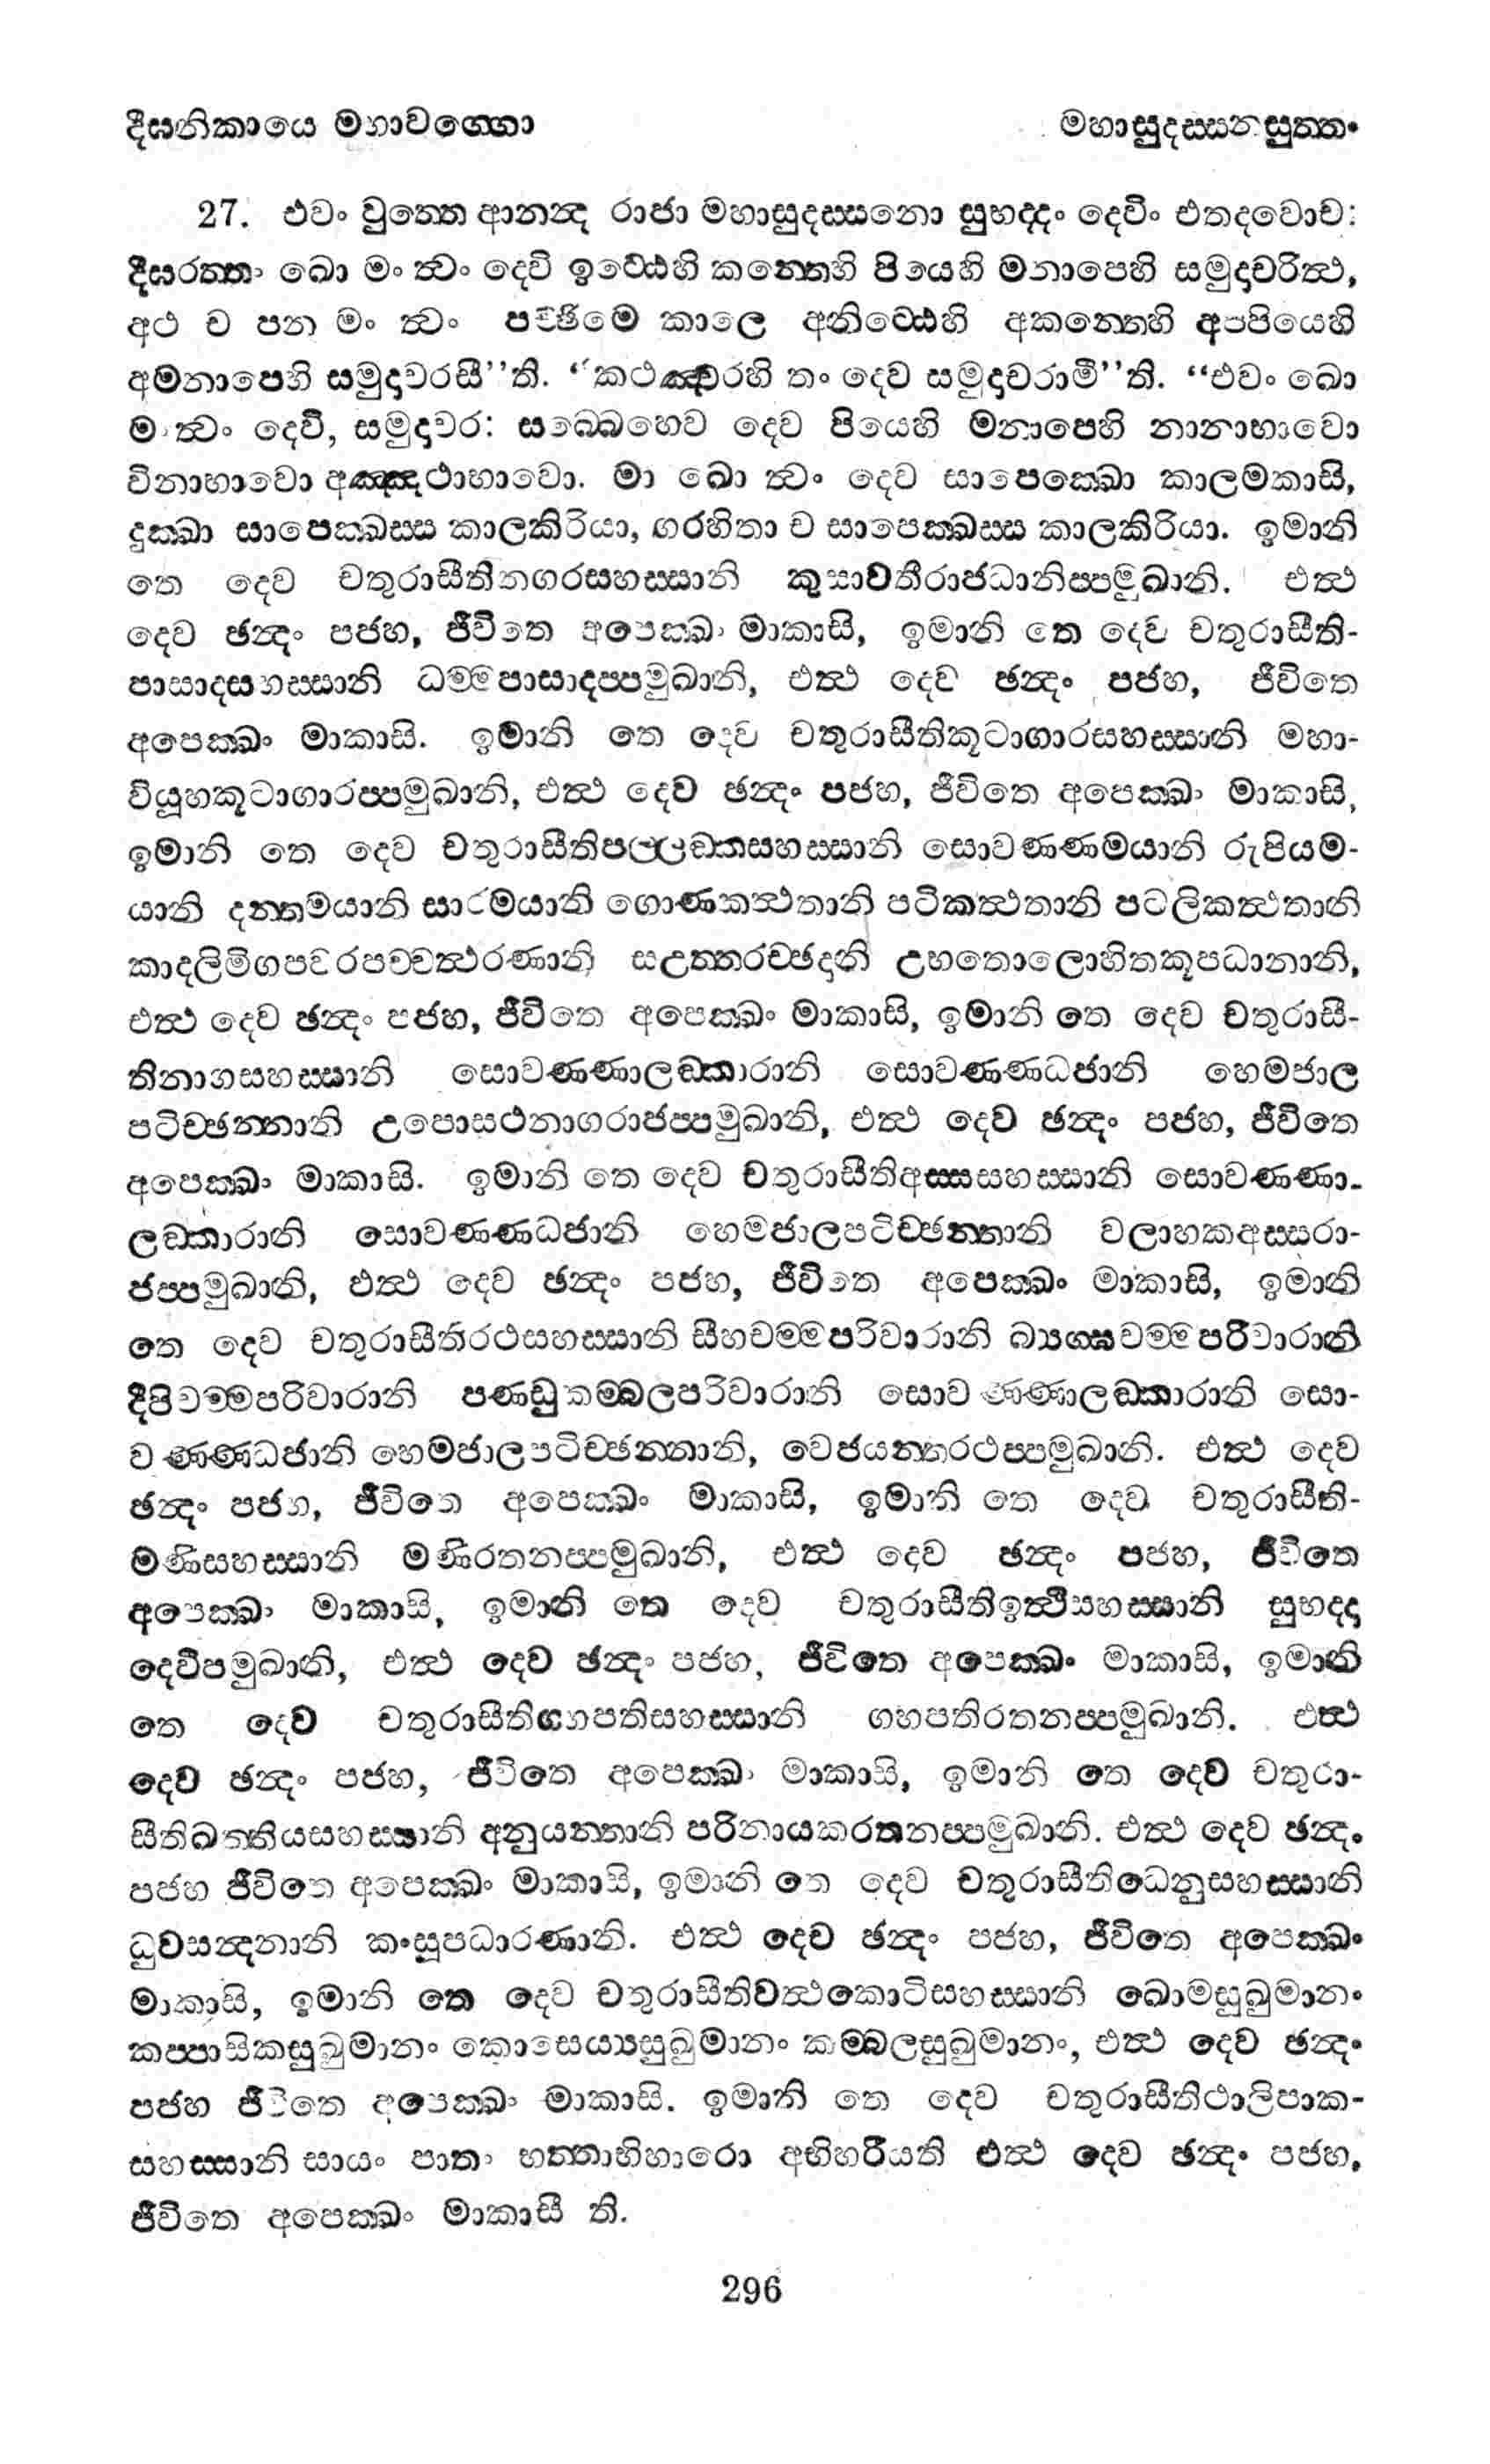 දීඝනිකායෙ මහාවග්ගො
මහාසුදස්සනසුත්තං
27. එවං වුත්තෙ ආනන්ද රාජා මහාසුදස්සනො සුභද්දං දෙවිං එතදවොච:
දීඝරත්තං ඛො මං ත්වං දෙවි ඉට්ඨෙහි කන්තෙහි පියෙහි මනාපෙහි සමුදාචරිත්ථ,
අථ ච පන මං ත්වං පච්ඡිමෙ කාලෙ අනිට්ඨෙහි අකන්තෙහි අප්පියෙහි
අමනාපෙහි සමුදාචරසී”ති. “කථඤ්චරහි තං දෙව සමුදාචරාමී”ති. “එවං ඛො
මං ත්වං දෙවි, සමුදාචර: සබ්බෙහෙව දෙව පියෙහි මනාපෙහි නානාභාවො
විනාභාවො අඤ්ඤථාභාවො. මා ඛො ත්වං දෙව සාපෙක්ඛො කාලමකාසි,
දුක්ඛා සාපෙක්ඛස්ස කාලකිරියා, ගරහිතා ච සාපෙක්ඛස්ස කාලකිරියා. ඉමානි
තෙ දෙව චතුරාසීතිනගරසහස්සානි කුසාවතීරාජධානිප්පමුඛානි. එත්ථ
දෙව ඡන්දං පජහ, ජීවිතෙ අපෙක්ඛං මාකාසි, ඉමානි තෙ දෙව චතුරාසීති-
පාසාදසහස්සානි ධම්මපාසාදප්පමුඛානි, එත්ථ දෙව ඡන්දං පජහ, ජීවිතෙ
අපෙක්ඛං මාකාසි. ඉමානි තෙ දෙව චතුරාසීතිකූටාගාරසහස්සානි මහා-
වියූහකූටාගාරප්පමුඛානි, එත්ථ දෙව ඡන්දං පජහ, ජීවිතෙ අපෙක්ඛං මාකාසි,
ඉමානි තෙ දෙව චතුරාසීතිපල්ලඞ්කසහස්සානි සොවණ්ණමයානි රූපියම-
යානි දන්තමයානි සාරමයානි ගොණකත්ථතානි පටිකත්ථතානි පටලිකත්ථතානි
කාදලිමිගපවරපච්චත්ථරණානි සඋත්තරච්ඡදානි උභතොලොහිතකූපධානානි,
එත්ථ දෙව ඡන්දං පජහ, ජීවිතෙ අපෙක්ඛං මාකාසි, ඉමානි තෙ දෙව චතුරාසී-
තිනාගසහස්සානි සොවණ්ණාලඞ්කාරානි සොවණ්ණධජානි හෙමජාල
පටිච්ඡන්නානි උපොසථනාගරාජප්පමුඛානි, එත්ථ දෙව ඡන්දං පජහ, ජීවිතෙ
අපෙක්ඛං මාකාසි. ඉමානි තෙ දෙව චතුරාසීතිඅස්සසහස්සානි සොවණ්ණා-
ලඞ්කාරානි සොවණ්ණධජානි හෙමජාලපටිච්ඡන්නානි වලාහකඅස්සරා-
ජප්පමුඛානි, එත්ථ දෙව ඡන්දං පජහ, ජීවිතෙ අපෙක්ඛං මාකාසි, ඉමානි
තෙ දෙව චතුරාසීතිරථසහස්සානි සීහචම්මපරිවාරානි බ්‍යග්ඝචම්මපරිවාරානි
දීපිචම්මපරිවාරානි පණ්ඩුකම්බලපරිවාරානි සොවණ්ණාලඞ්කාරානි සො-
වණ්ණධජානි හෙමජාලපටිච්ඡන්නානි, වෙජයන්තරථප්පමුඛානි. එත්ථ දෙව
ඡන්දං පජහ, ජීවිතෙ අපෙක්ඛං මාකාසි, ඉමානි තෙ දෙව චතුරාසීති-
මණිසහස්සානි මණිරතනප්පමුඛානි, එත්ථ දෙව ඡන්දං පජහ, ජීවිතෙ
අපෙක්ඛං මාකාසි, ඉමානි තෙ දෙව චතුරාසීතිඉත්ථිසහස්සානි සුභද්දා
දෙවීපමුඛානි, එත්ථ දෙව ඡන්දං පජහ, ජීවිතෙ අපෙක්ඛං මාකාසි, ඉමානි
තෙ දෙව චතුරාසීතිගහපතිසහස්සානි ගහපතිරතනප්පමුඛානි. එත්ථ
දෙව ඡන්දං පජහ, ජීවිතෙ අපෙක්ඛං මාකාසි, ඉමානි තෙ දෙව චතුරා-
සීතිඛත්තියසහස්සානි අනුයන්තානි පරිනායකරතනප්පමුඛානි. එත්ථ දෙව ඡන්දං
පජහ ජීවිතෙ අපෙක්ඛං මාකාසි, ඉමානි තෙ දෙව චතුරාසීතිධෙනුසහස්සානි
ධුවසන්දනානි කංසූපධාරණානි. එත්ථ දෙව ඡන්දං පජහ, ජීවිතෙ අපෙක්ඛං
මාකාසි, ඉමානි තෙ දෙව චතුරාසීතිවත්ථකොටිසහස්සානි ඛොමසුඛුමානං
කප්පාසිකසුඛුමානං කොසෙය්‍යසුඛුමානං කම්බලසුඛුමානං, එත්ථ දෙව ඡන්දං
පජහ ජීවිතෙ අපෙක්ඛං මාකාසි. ඉමානි තෙ දෙව චතුරාසීතිථාලිපාක-
සහස්සානි සායං පාතං භත්තාභිහාරො අභිහරීයති එත්ථ දෙව ඡන්දං පජහ,
ජීවිතෙ අපෙක්ඛං මාකාසී ති.
296